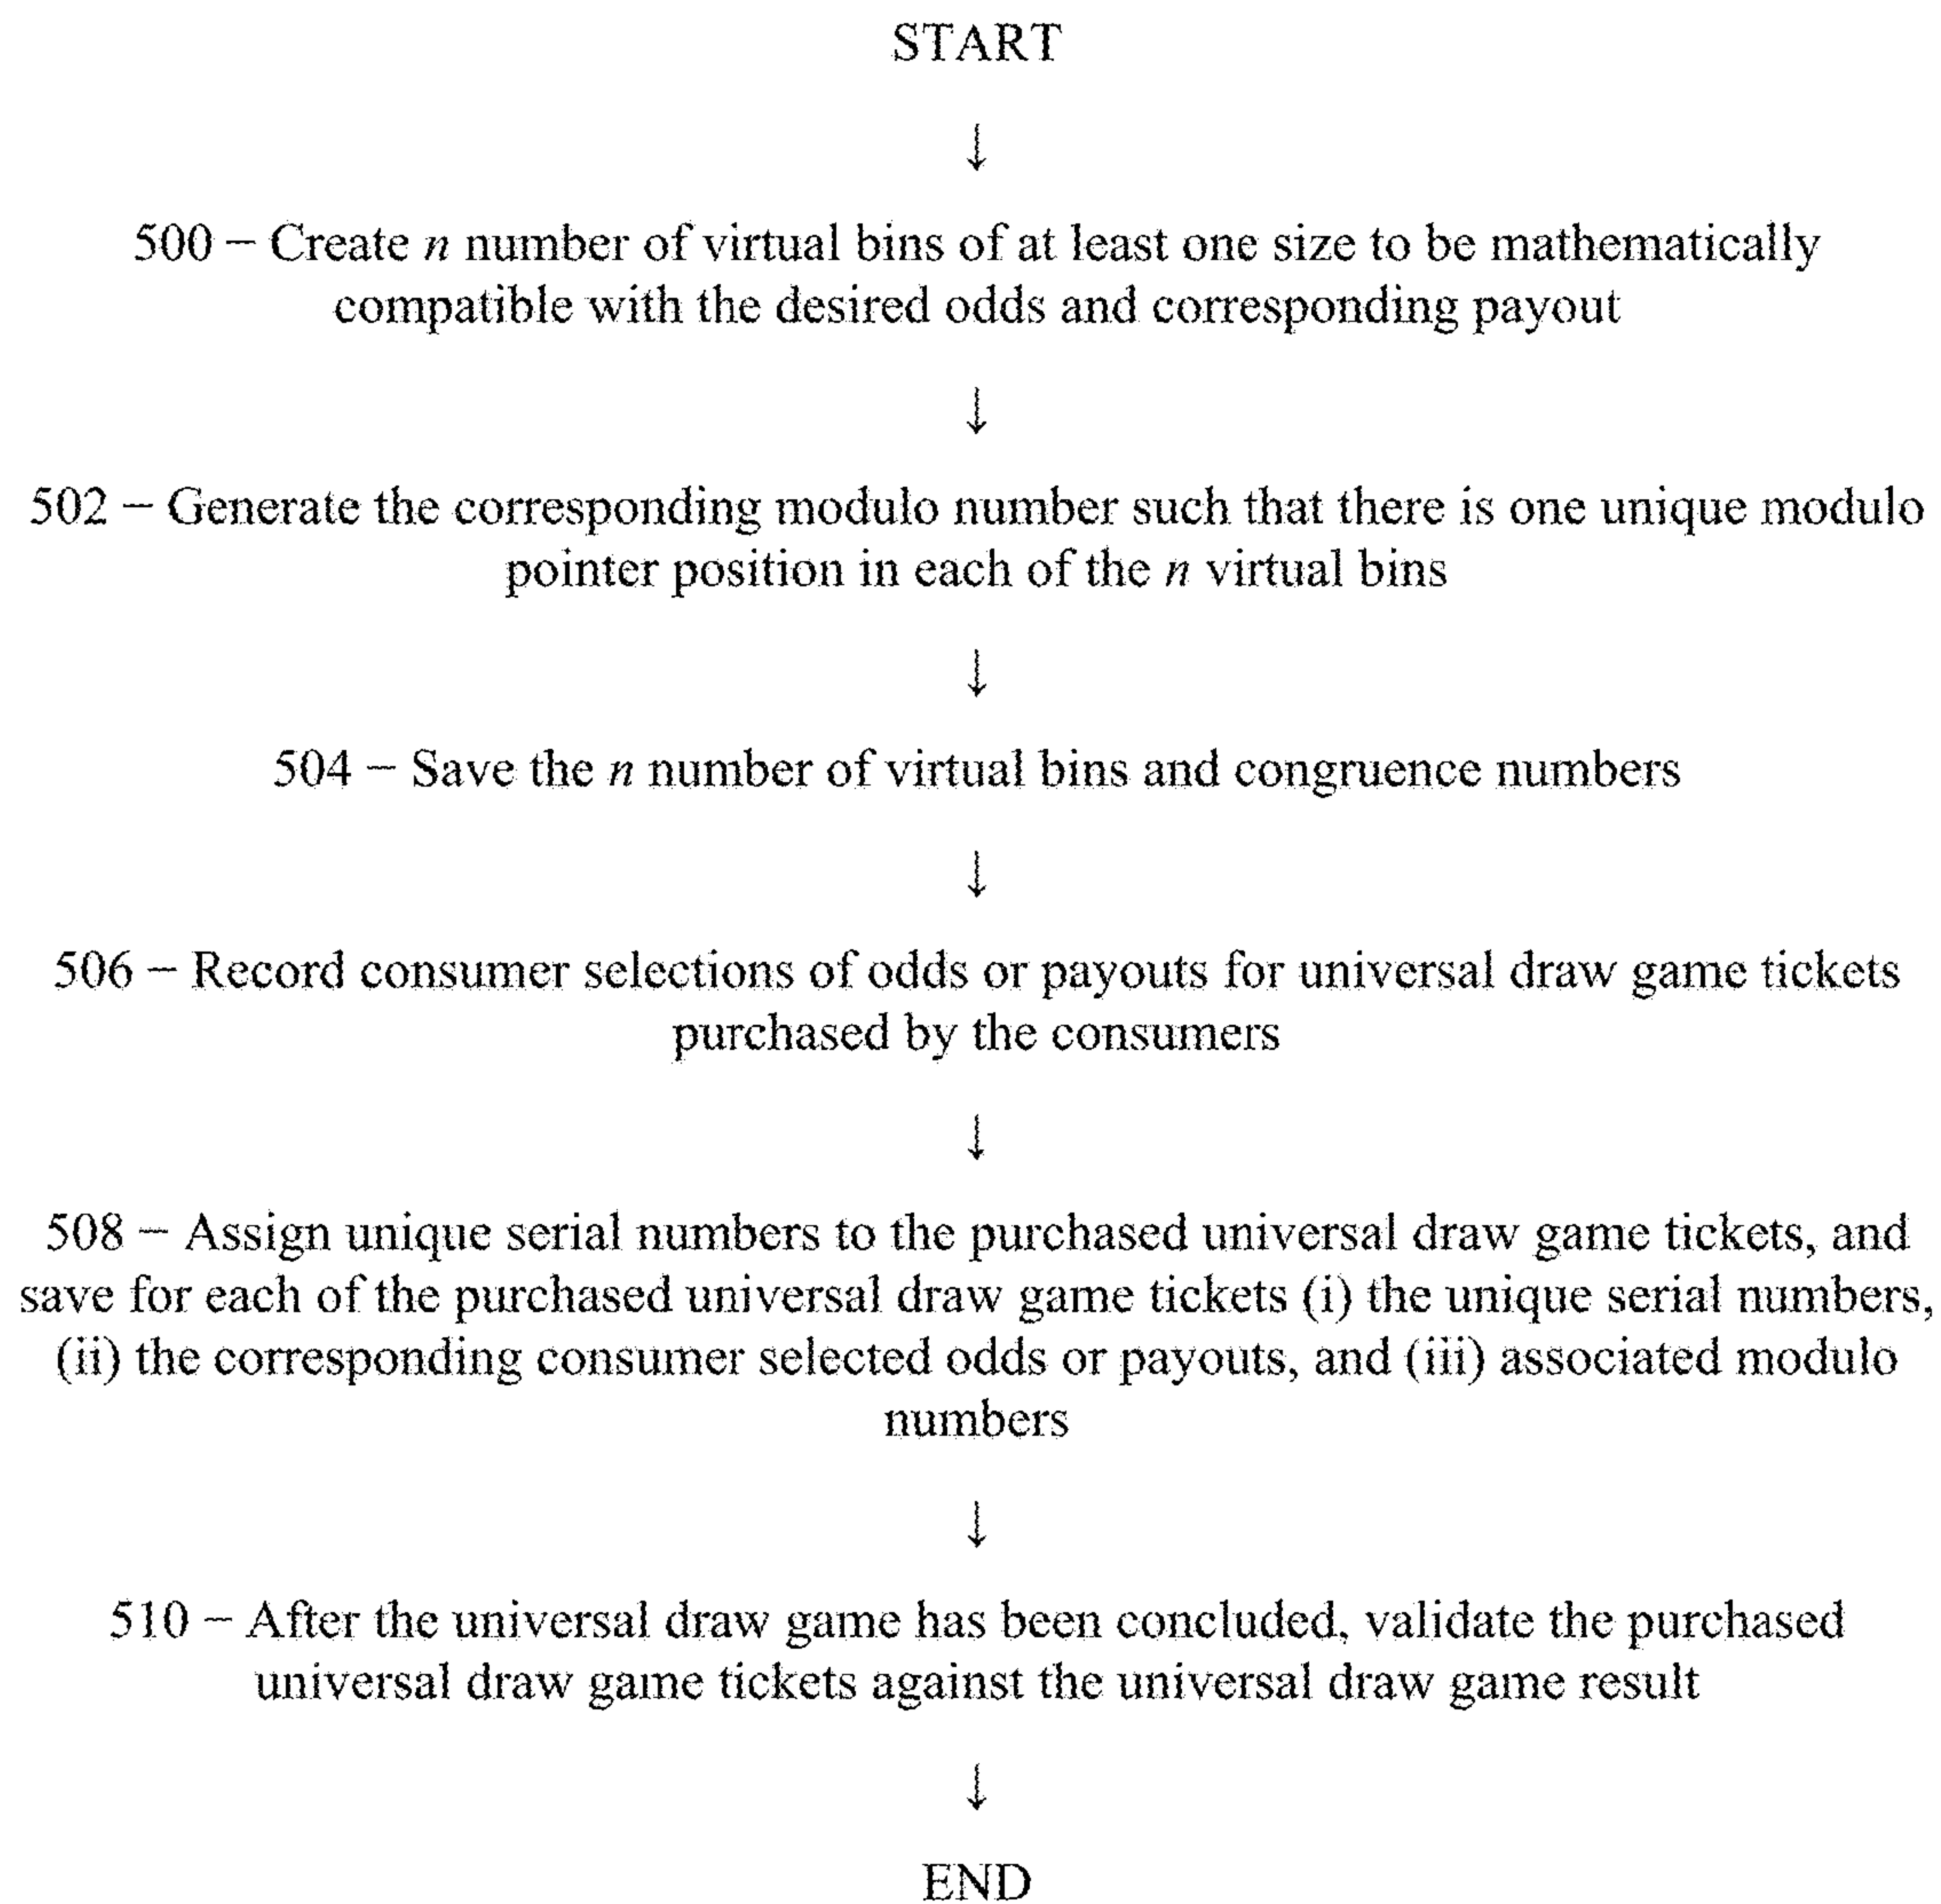 START
↓
500 – Create n number of virtual bins of at least one size to be mathematically
compatible with the desired odds and corresponding payout
↓
502 – Generate the corresponding modulo number such that there is one unique modulo
pointer position in each of the n virtual bins
↓
504 – Save the n number of virtual bins and congruence numbers
↓
506 – Record consumer selections of odds or payouts for universal draw game tickets
purchased by the consumers
↓
508 – Assign unique serial numbers to the purchased universal draw game tickets, and
save for each of the purchased universal draw game tickets (i) the unique serial numbers,
(ii) the corresponding consumer selected odds or payouts, and (iii) associated modulo
numbers
↓
510 – After the universal draw game has been concluded, validate the purchased
universal draw game tickets against the universal draw game result
↓
END